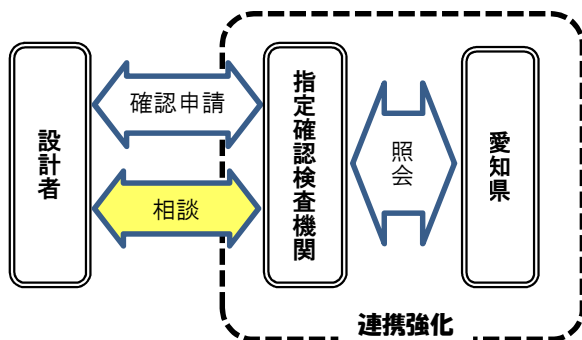 設計者
確認申請
相談
指定確認検査機関
照会
愛知県
連携強化